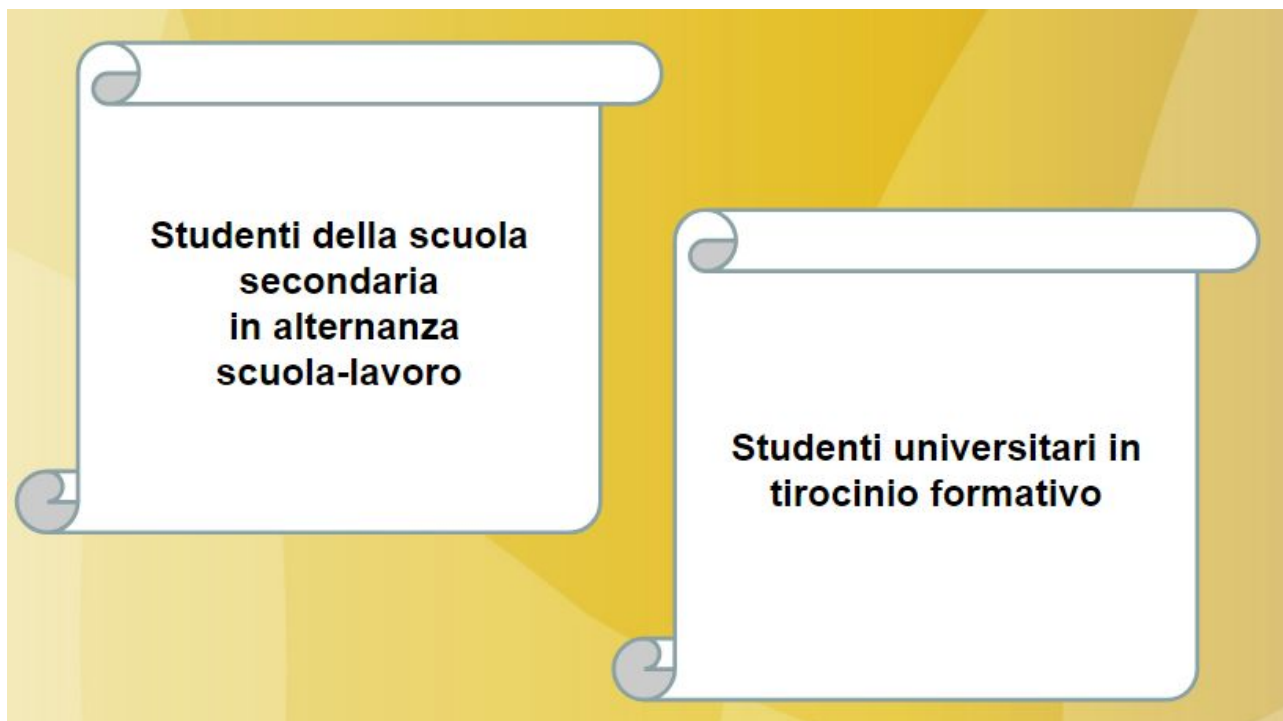 Studenti della scuola
secondaria
in alternanza
scuola-lavoro
Studenti universitari in
tirocinio formativo